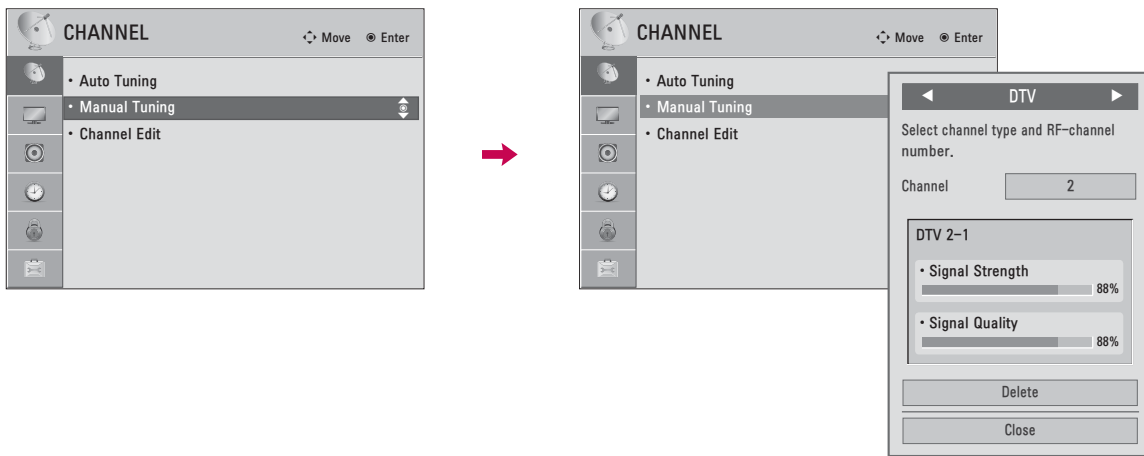 CHANNEL
Move Enter
• Auto Tuning
• Manual Tuning
• Channel Edit
CHANNEL
Move Enter
• Auto Tuning
• Manual Tuning
• Channel Edit
DTV
Select channel type and RF-channel
number.
Channel 2
DTV 2-1
• Signal Strength
88%
• Signal Quality
88%
Delete
Close